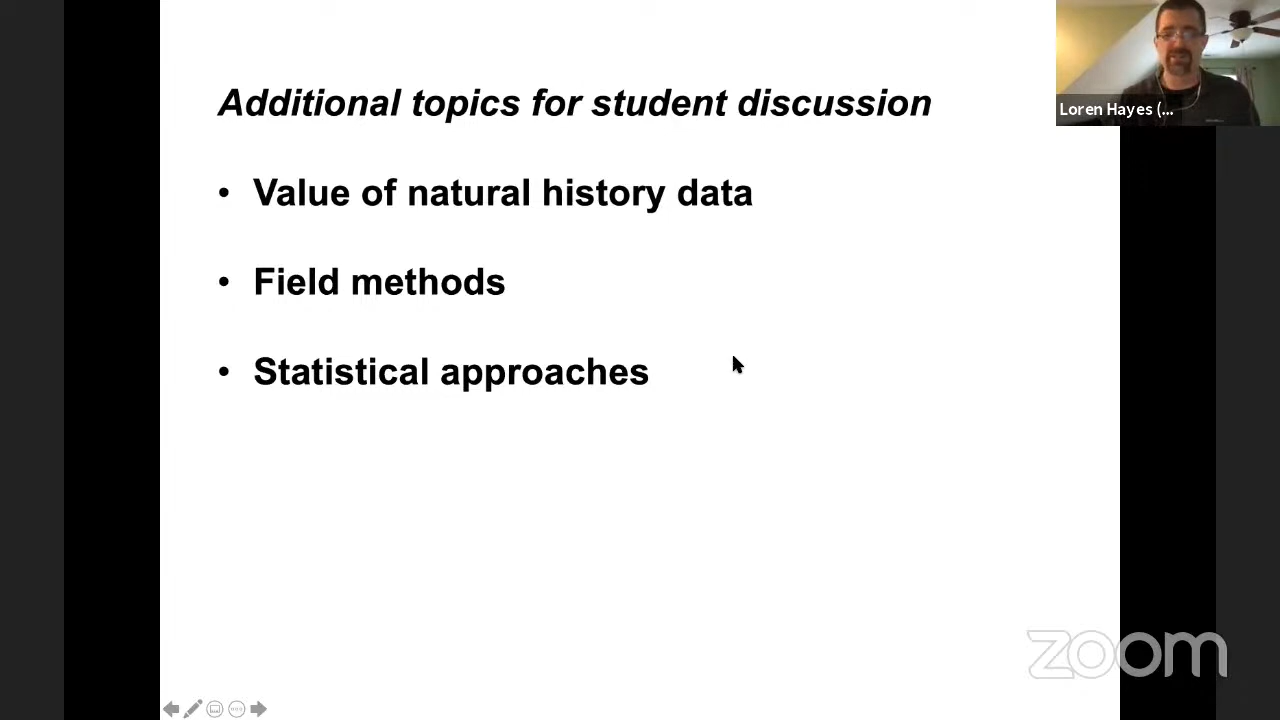 Additional topics for student discussion
Loren Hayes (...
• Value of natural history data
• Field methods
• Statistical approaches
zoom